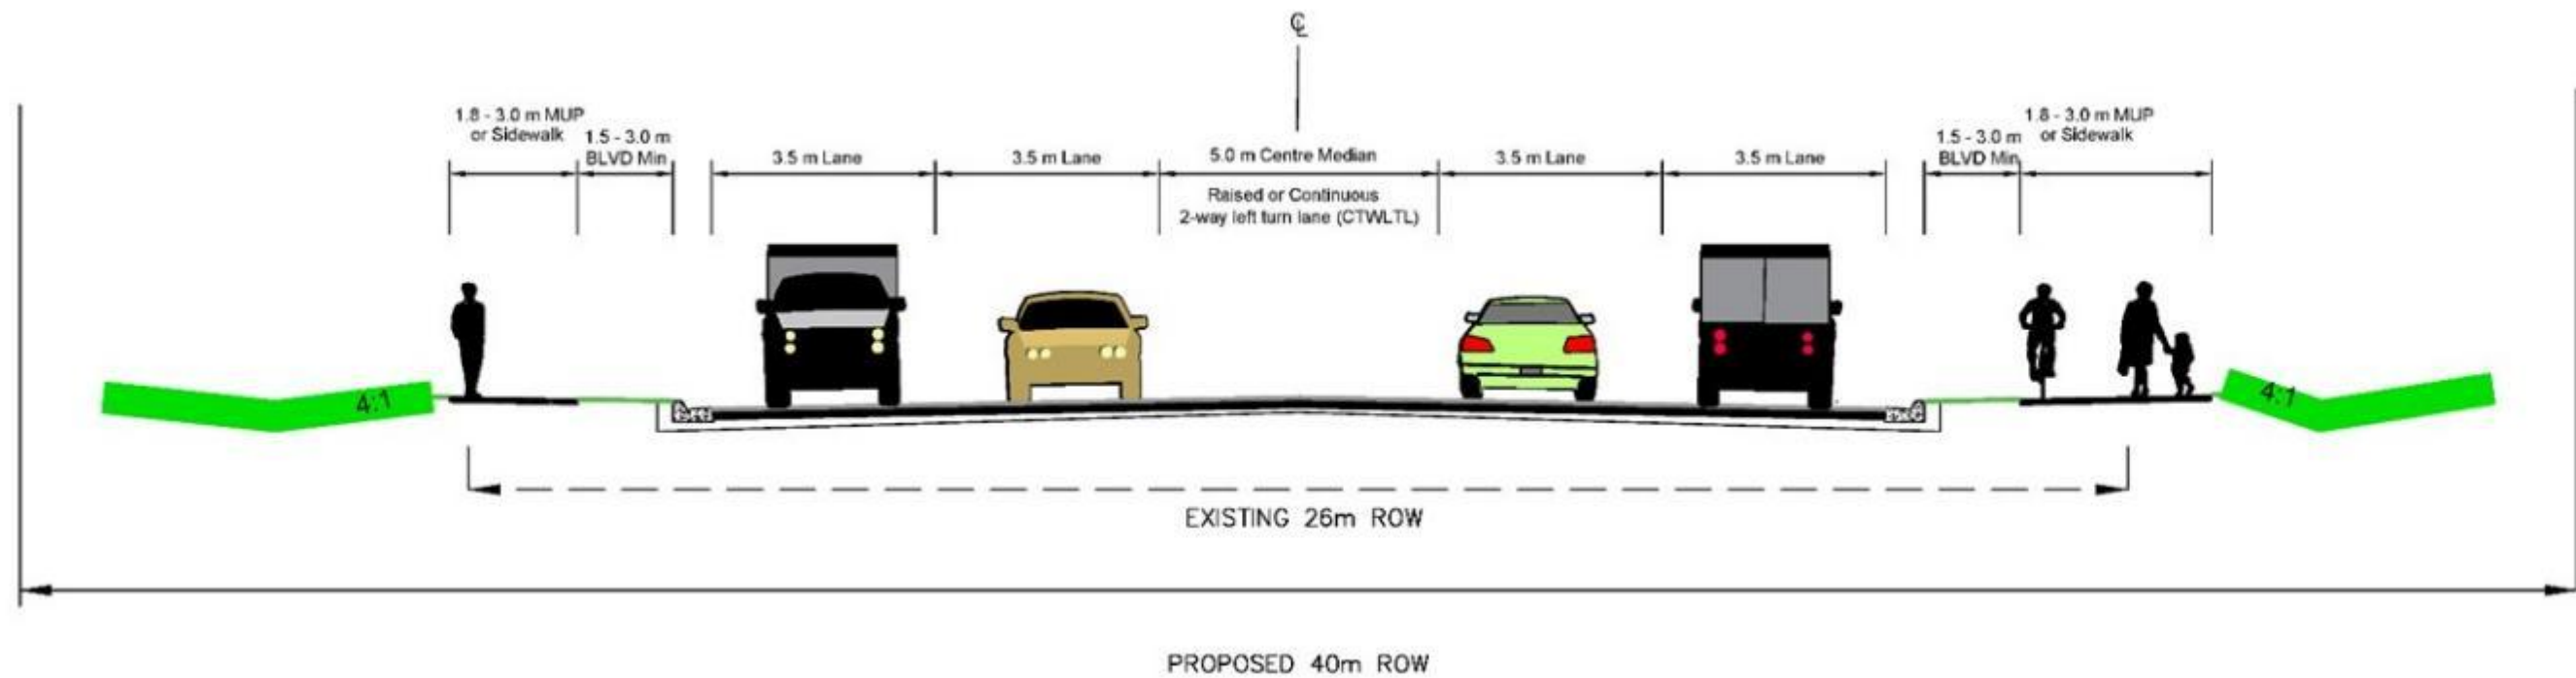 ℄
1.8 - 3.0 m MUP
or Sidewalk
1.5 - 3.0 m
BLVD Min
3.5 m Lane
3.5 m Lane
5.0 m Centre Median
Raised or Continuous
2-way left turn lane (CTWLTL)
3.5 m Lane
3.5 m Lane
1.5 - 3.0 m
BLVD Min
1.8 - 3.0 m MUP
or Sidewalk
4:1
4:1
EXISTING 26m ROW
PROPOSED 40m ROW